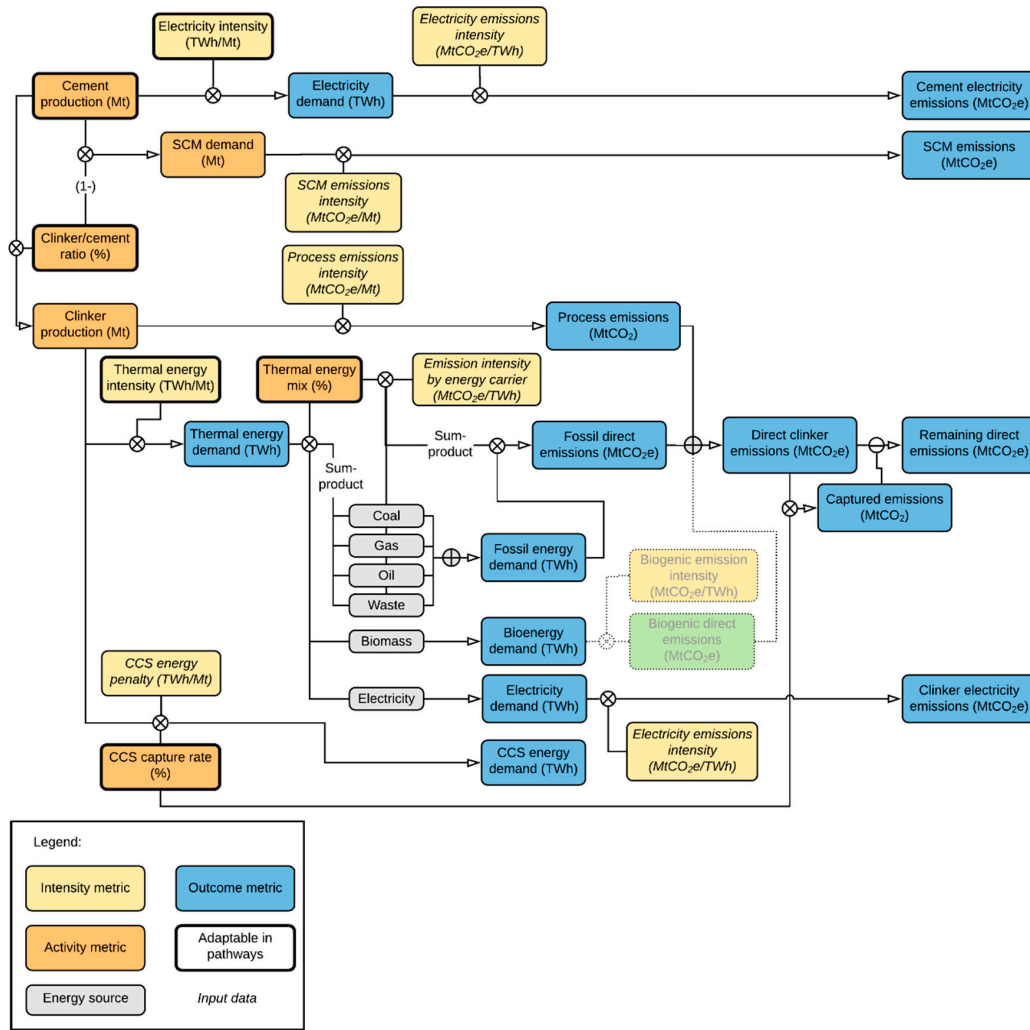 Electricity intensity
(TWh/Mt)
Electricity emissions
intensity
(MtCO₂e/TWh)
Cement
production (Mt)
Electricity
demand (TWh)
Cement electricity
emissions (MtCO₂e)
SCM demand
(Mt)
SCM emissions
(MtCO₂e)
(1-)
SCM emissions
intensity
(MtCO₂e/Mt)
Clinker/cement
ratio (%)
Process emissions
intensity
(MtCO₂e/Mt)
Clinker
production (Mt)
Process emissions
(MtCO₂)
Thermal energy
intensity (TWh/Mt)
Thermal energy
mix (%)
Emission intensity
by energy carrier
(MtCO₂e/TWh)
Thermal energy
demand (TWh)
Sum-
product
Sum-
product
Fossil direct
emissions (MtCO₂e)
Direct clinker
emissions (MtCO₂e)
Remaining direct
emissions (MtCO₂e)
Captured emissions
(MtCO₂)
Coal
Gas
Oil
Waste
Fossil energy
demand (TWh)
Biogenic emission
intensity
(MtCO₂e/TWh)
Biomass
Bioenergy
demand (TWh)
Biogenic direct
emissions
(MtCO₂e)
CCS energy
penalty (TWh/Mt)
Electricity
Electricity
demand (TWh)
Clinker electricity
emissions (MtCO₂e)
Electricity emissions
intensity
(MtCO₂e/TWh)
CCS capture rate
(%)
CCS energy
demand (TWh)
Legend:
Intensity metric
Outcome metric
Activity metric
Adaptable in
pathways
Energy source
Input data